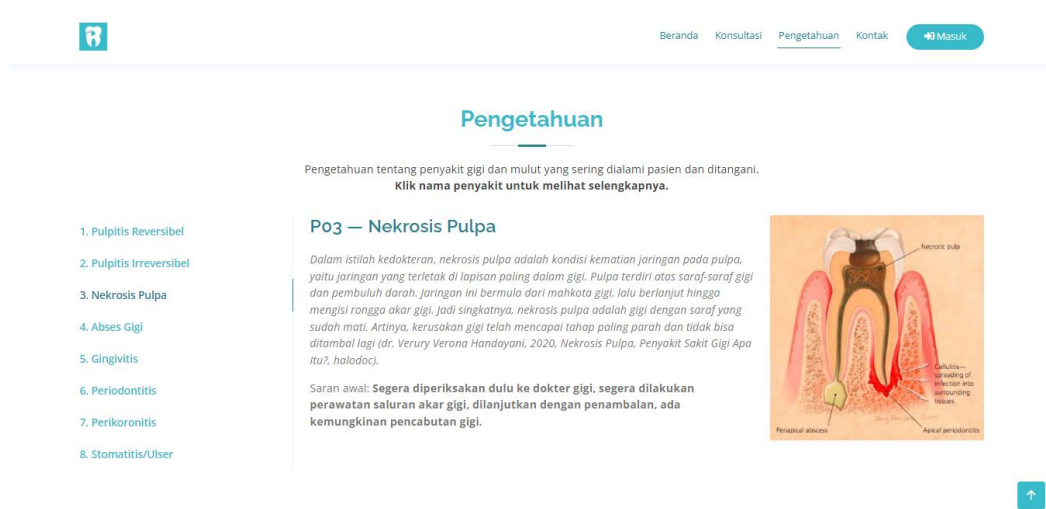 Beranda Konsultasi Pengetahuan Kontak Masuk
Pengetahuan
Pengetahuan tentang penyakit gigi dan mulut yang sering dialami pasien dan ditangani.
Klik nama penyakit untuk melihat selengkapnya.
1. Pulpitis Reversibel
2. Pulpitis Irreversibel
3. Nekrosis Pulpa
4. Abses Gigi
5. Gingivitis
6. Periodontitis
7. Perikoronitis
8. Stomatitis/Ulser
P03 — Nekrosis Pulpa
Dalam istilah kedokteran, nekrosis pulpa adalah kondisi kematian jaringan pada pulpa,
yaitu jaringan yang terletak di lapisan paling dalam gigi. Pulpa terdiri atas saraf-saraf gigi
dan pembuluh darah. Jaringan ini bermula dari mahkota gigi, lalu berlanjut hingga
mengisi rongga akar gigi. Jadi singkatnya, nekrosis pulpa adalah gigi dengan saraf yang
sudah mati. Artinya, kerusakan gigi telah mencapai tahap paling parah dan tidak bisa
ditambal lagi (dr. Verury Verona Handayani, 2020, Nekrosis Pulpa, Penyakit Sakit Gigi Apa
Itu?, halodoc).
Saran awal: Segera diperiksakan dulu ke dokter gigi, segera dilakukan
perawatan saluran akar gigi, dilanjutkan dengan penambalan, ada
kemungkinan pencabutan gigi.
Necrotic pulp
Cellulitis—
spreading of
infection into
surrounding
tissues
Periapical abscess
Apical periodontitis